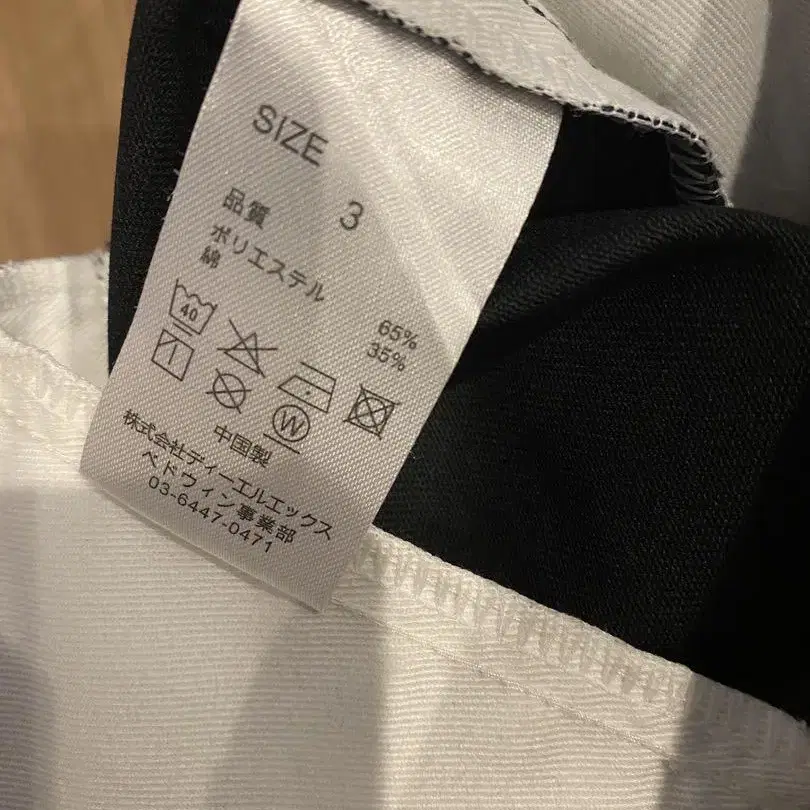 SIZE
3
品質
ポリエステル 65%
綿 35%
40
W
中国製
株式会社ディーエルエックス
ベドウィン事業部
03-6447-0471